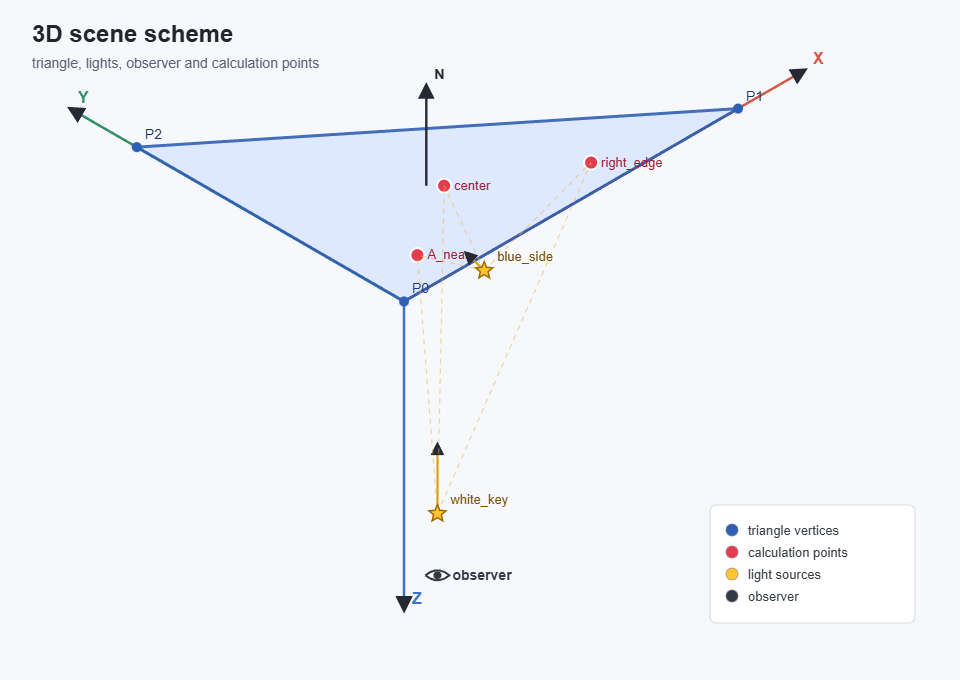 3D scene scheme
triangle, lights, observer and calculation points
N
X
Y
P1
P2
right_edge
center
A_nea
blue_side
P0
white_key
observer
Z
triangle vertices
calculation points
light sources
observer